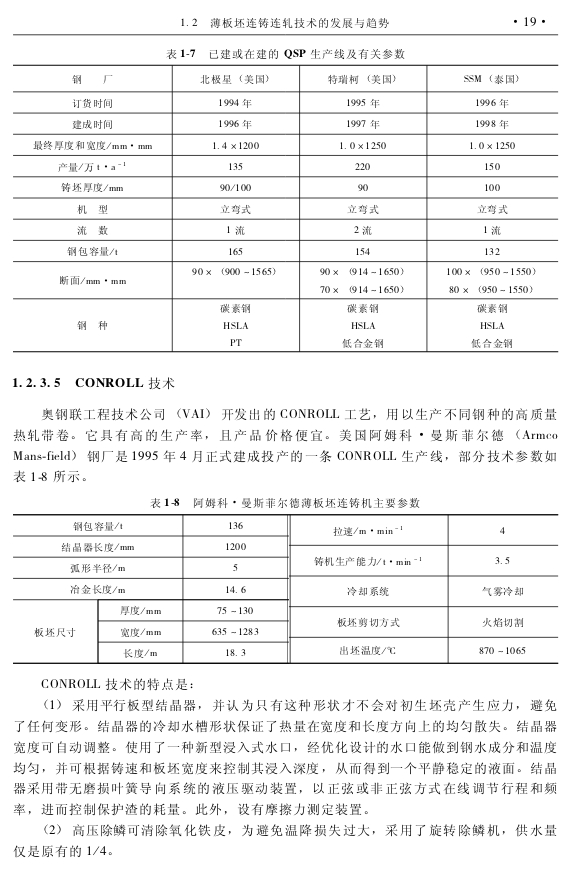 1.2 薄板坯连铸连轧技术的发展与趋势 ·19·
表 1-7 已建或在建的 QSP 生产线及有关参数
钢 厂 北极星（美国） 特瑞柯（美国） SSM（泰国）
订货时间 1994 年 1995 年 1996 年
建成时间 1996 年 1997 年 1998 年
最终厚度和宽度/mm·mm 1.4×1200 1.0×1250 1.0×1250
产量/万 t·a⁻¹ 135 220 150
铸坯厚度/mm 90/100 90 100
机 型 立弯式 立弯式 立弯式
流 数 1 流 2 流 1 流
钢包容量/t 165 154 132
断面/mm·mm 90×（900~1565） 90×（914~1650） 100×（950~1550）
70×（914~1650） 80×（950~1550）
钢 种 碳素钢 碳素钢 碳素钢
HSLA HSLA HSLA
PT 低合金钢 低合金钢
1.2.3.5 CONROLL 技术
奥钢联工程技术公司（VAI）开发出的 CONROLL 工艺，用以生产不同钢种的高质量
热轧带卷。它具有高的生产率，且产品价格便宜。美国阿姆科·曼斯菲尔德（Armco
Mans-field）钢厂是 1995 年 4 月正式建成投产的一条 CONROLL 生产线，部分技术参数如
表 1-8 所示。
表 1-8 阿姆科·曼斯菲尔德薄板坯连铸机主要参数
钢包容量/t 136
结晶器长度/mm 1200
弧形半径/m 5
冶金长度/m 14.6
板坯尺寸 厚度/mm 75~130
宽度/mm 635~1283
长度/m 18.3
拉速/m·min⁻¹ 4
铸机生产能力/t·min⁻¹ 3.5
冷却系统 气雾冷却
板坯剪切方式 火焰切割
出坯温度/℃ 870~1065
CONROLL 技术的特点是：
（1） 采用平行板型结晶器，并认为只有这种形状才不会对初生坯壳产生应力，避免
了任何变形。结晶器的冷却水槽形状保证了热量在宽度和长度方向上的均匀散失。结晶器
宽度可自动调整。使用了一种新型浸入式水口，经优化设计的水口能做到钢水成分和温度
均匀，并可根据铸速和板坯宽度来控制其浸入深度，从而得到一个平静稳定的液面。结晶
器采用带无磨损叶簧导向系统的液压驱动装置，以正弦或非正弦方式在线调节行程和频
率，进而控制保护渣的耗量。此外，设有摩擦力测定装置。
（2） 高压除鳞可清除氧化铁皮，为避免温降损失过大，采用了旋转除鳞机，供水量
仅是原有的 1/4。